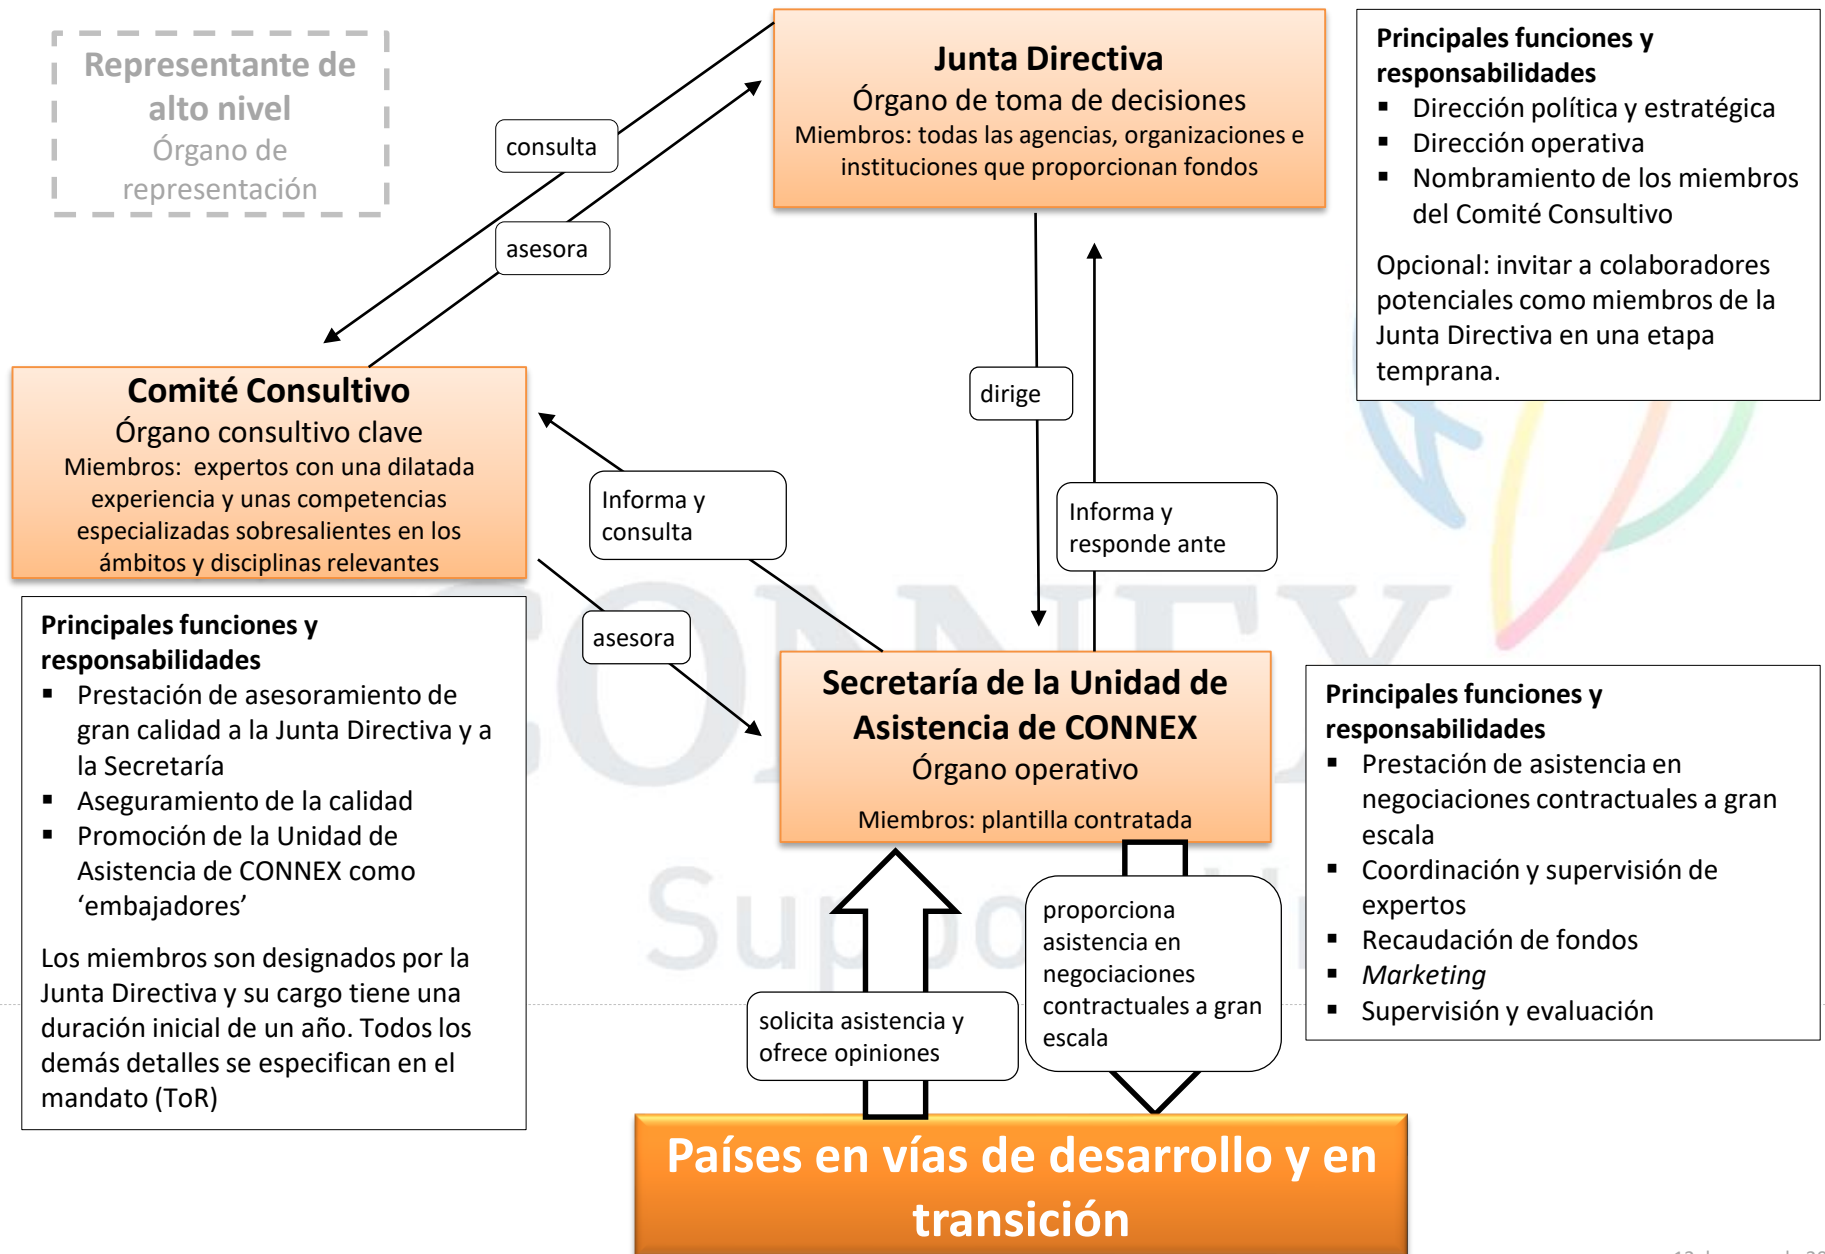 Representante de
alto nivel
Órgano de
representación
Junta Directiva
Órgano de toma de decisiones
Miembros: todas las agencias, organizaciones e
instituciones que proporcionan fondos
Principales funciones y
responsabilidades
▪ Dirección política y estratégica
▪ Dirección operativa
▪ Nombramiento de los miembros
del Comité Consultivo
Opcional: invitar a colaboradores
potenciales como miembros de la
Junta Directiva en una etapa
temprana.
consulta
asesora
dirige
Informa y
responde ante
Comité Consultivo
Órgano consultivo clave
Miembros:  expertos con una dilatada
experiencia y unas competencias
especializadas sobresalientes en los
ámbitos y disciplinas relevantes
Informa y
consulta
asesora
Principales funciones y
responsabilidades
▪ Prestación de asesoramiento de
gran calidad a la Junta Directiva y a
la Secretaría
▪ Aseguramiento de la calidad
▪ Promoción de la Unidad de
Asistencia de CONNEX como
‘embajadores’
Los miembros son designados por la
Junta Directiva y su cargo tiene una
duración inicial de un año. Todos los
demás detalles se especifican en el
mandato (ToR)
Secretaría de la Unidad de
Asistencia de CONNEX
Órgano operativo
Miembros: plantilla contratada
Principales funciones y
responsabilidades
▪ Prestación de asistencia en
negociaciones contractuales a gran
escala
▪ Coordinación y supervisión de
expertos
▪ Recaudación de fondos
▪ Marketing
▪ Supervisión y evaluación
solicita asistencia y
ofrece opiniones
proporciona
asistencia en
negociaciones
contractuales a gran
escala
Países en vías de desarrollo y en
transición
CONNEX